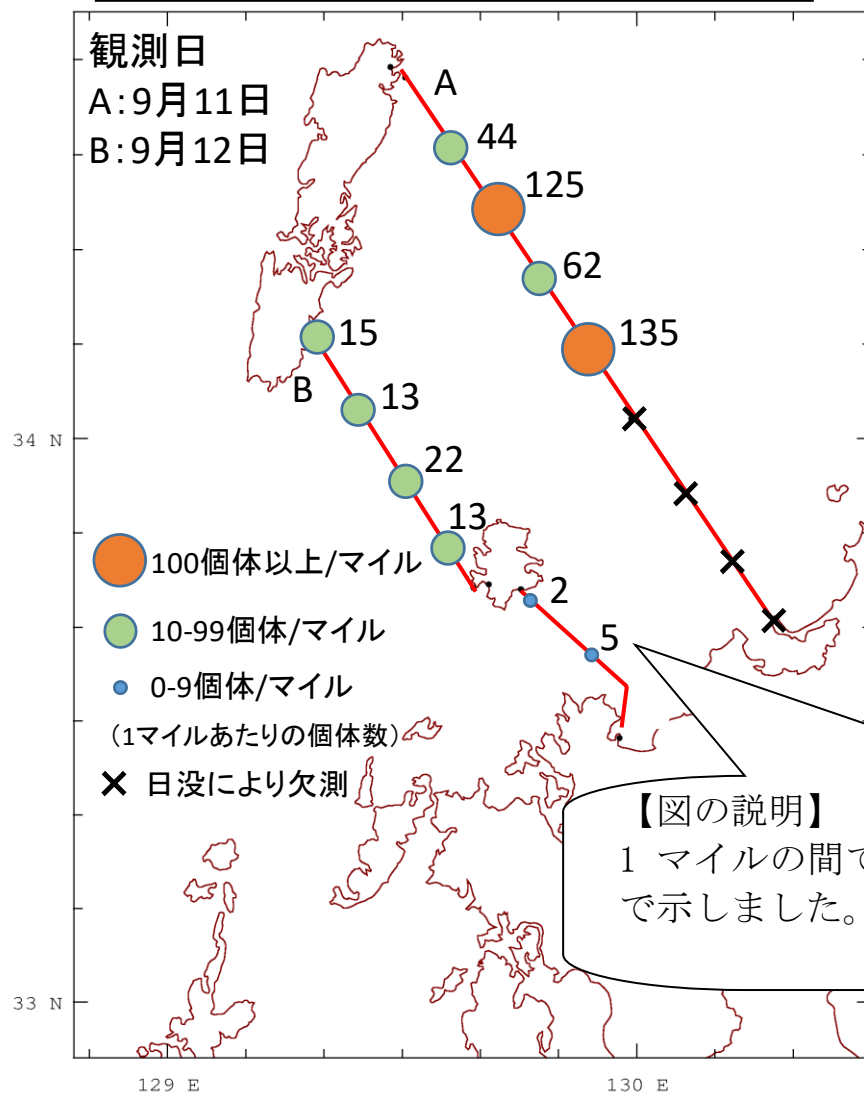 観測日
A:9月11日
B:9月12日
A
44
125
62
135
15
B
13
22
13
2
5
34 N
100個体以上/マイル
10-99個体/マイル
0-9個体/マイル
(1マイルあたりの個体数)
日没により欠測
【図の説明】
1 マイルの間で
で示しました。
33 N
129 E
130 E